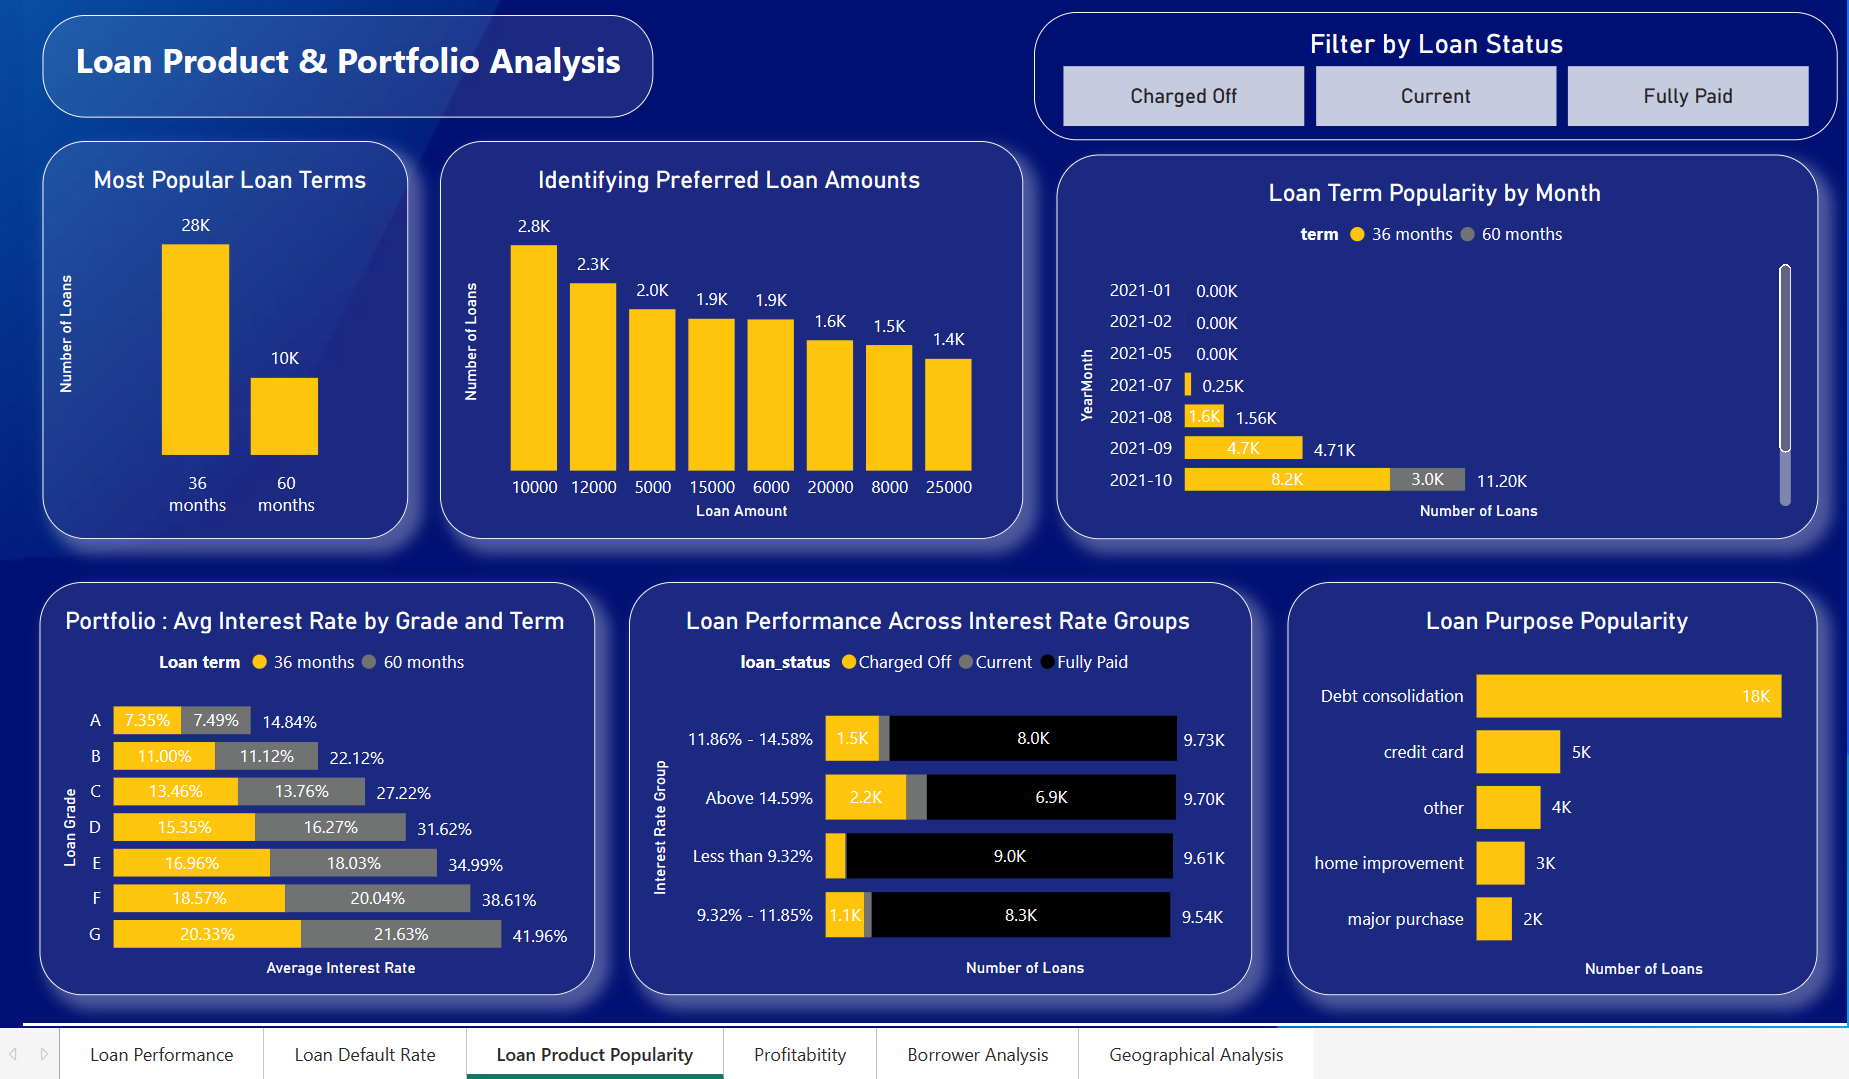 Loan Product & Portfolio Analysis
Filter by Loan Status
Charged Off
Current
Fully Paid
Most Popular Loan Terms
Number of Loans
28K
10K
36 months
60 months
Identifying Preferred Loan Amounts
Number of Loans
2.8K
2.3K
2.0K
1.9K
1.9K
1.6K
1.5K
1.4K
10000 12000 5000 15000 6000 20000 8000 25000
Loan Amount
Loan Term Popularity by Month
term 36 months 60 months
YearMonth
2021-01 0.00K
2021-02 0.00K
2021-05 0.00K
2021-07 0.25K
2021-08 1.6K 1.56K
2021-09 4.7K 4.71K
2021-10 8.2K 3.0K 11.20K
Number of Loans
Portfolio : Avg Interest Rate by Grade and Term
Loan term 36 months 60 months
Loan Grade
A 7.35% 7.49% 14.84%
B 11.00% 11.12% 22.12%
C 13.46% 13.76% 27.22%
D 15.35% 16.27% 31.62%
E 16.96% 18.03% 34.99%
F 18.57% 20.04% 38.61%
G 20.33% 21.63% 41.96%
Average Interest Rate
Loan Performance Across Interest Rate Groups
loan_status Charged Off Current Fully Paid
Interest Rate Group
11.86% - 14.58% 1.5K 8.0K 9.73K
Above 14.59% 2.2K 6.9K 9.70K
Less than 9.32% 9.0K 9.61K
9.32% - 11.85% 1.1K 8.3K 9.54K
Number of Loans
Loan Purpose Popularity
Debt consolidation 18K
credit card 5K
other 4K
home improvement 3K
major purchase 2K
Number of Loans
Loan Performance
Loan Default Rate
Loan Product Popularity
Profitabitity
Borrower Analysis
Geographical Analysis